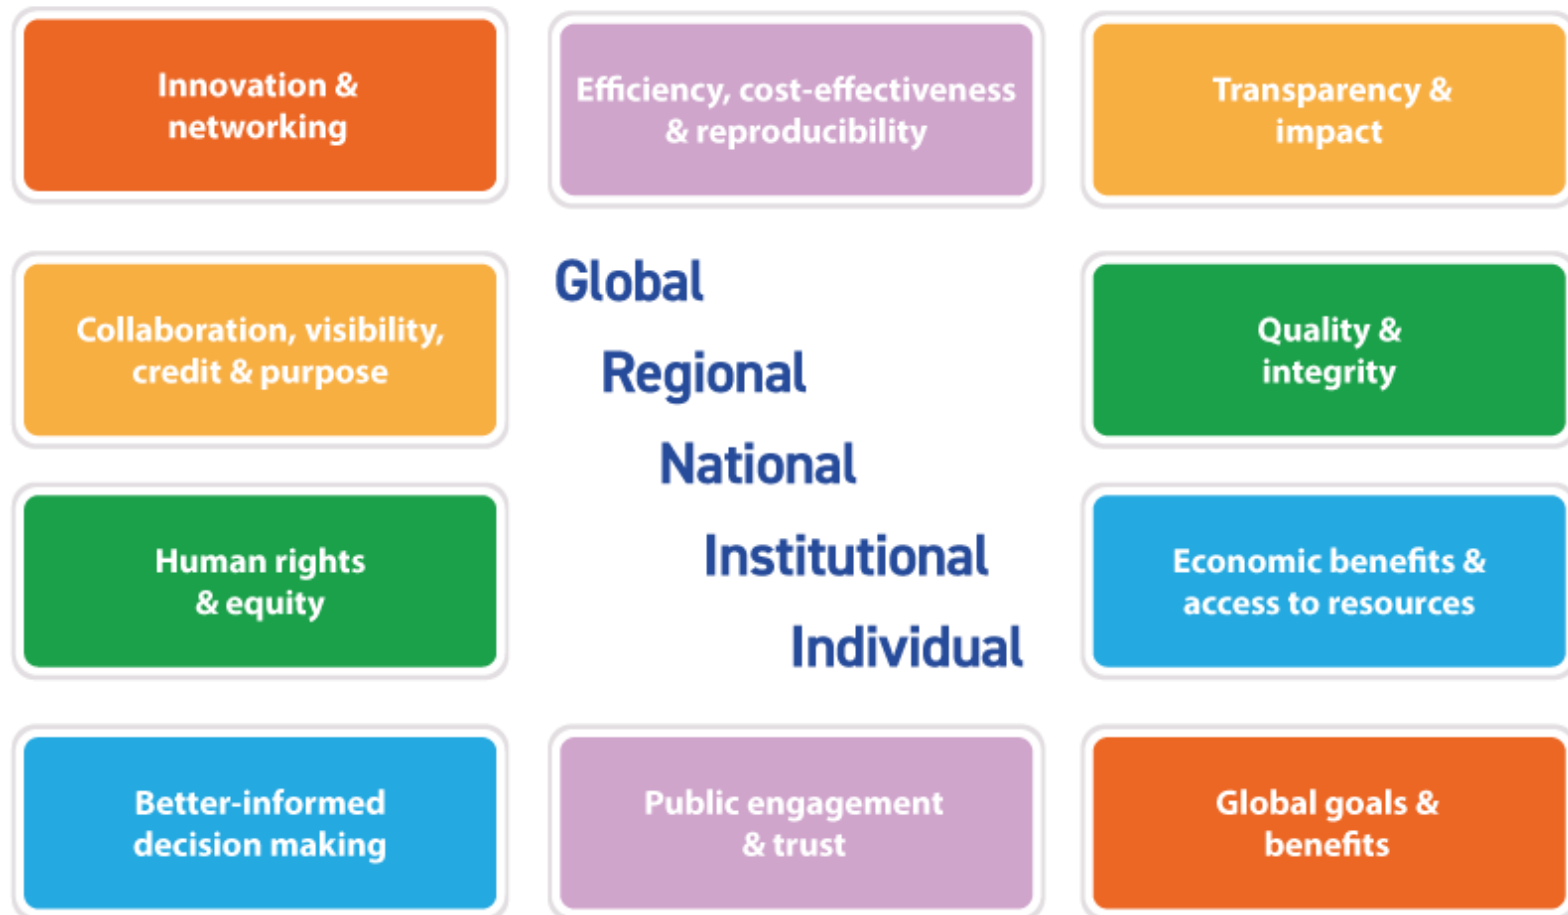 Innovation &
networking
Efficiency, cost-effectiveness
& reproducibility
Transparency &
impact
Global
Regional
National
Institutional
Individual
Collaboration, visibility,
credit & purpose
Quality &
integrity
Human rights
& equity
Economic benefits &
access to resources
Better-informed
decision making
Public engagement
& trust
Global goals &
benefits